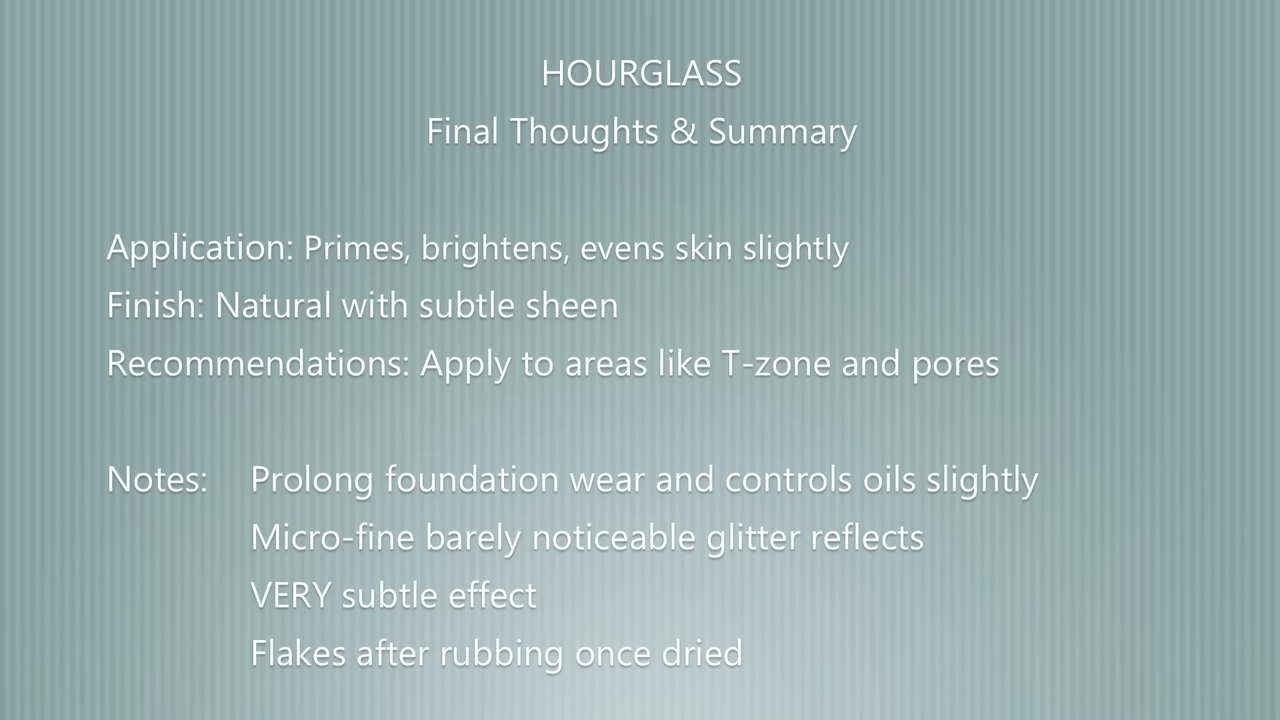 HOURGLASS
Final Thoughts & Summary
Application: Primes, brightens, evens skin slightly
Finish: Natural with subtle sheen
Recommendations: Apply to areas like T-zone and pores
Notes: Prolong foundation wear and controls oils slightly
Micro-fine barely noticeable glitter reflects
VERY subtle effect
Flakes after rubbing once dried